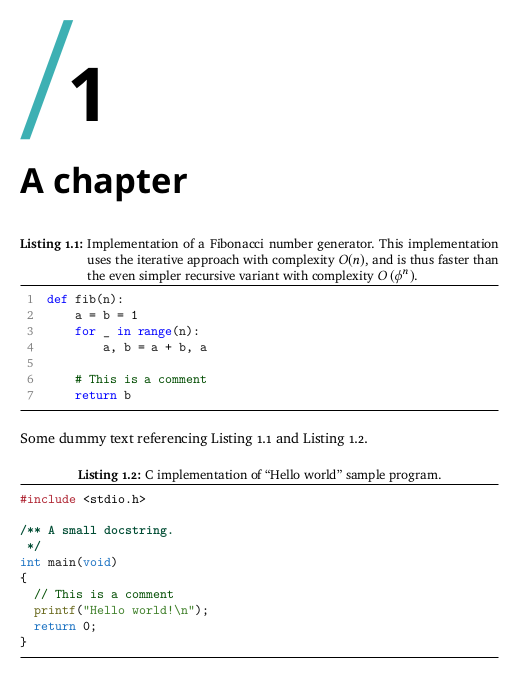 /1
A chapter
Listing 1.1: Implementation of a Fibonacci number generator. This implementation
uses the iterative approach with complexity O(n), and is thus faster than
the even simpler recursive variant with complexity O (ϕⁿ).
1 def fib(n):
2     a = b = 1
3     for _ in range(n):
4         a, b = a + b, a
5
6     # This is a comment
7     return b
Some dummy text referencing Listing 1.1 and Listing 1.2.
Listing 1.2: C implementation of “Hello world” sample program.
#include <stdio.h>
/** A small docstring.
 */
int main(void)
{
  // This is a comment
  printf("Hello world!\n");
  return 0;
}